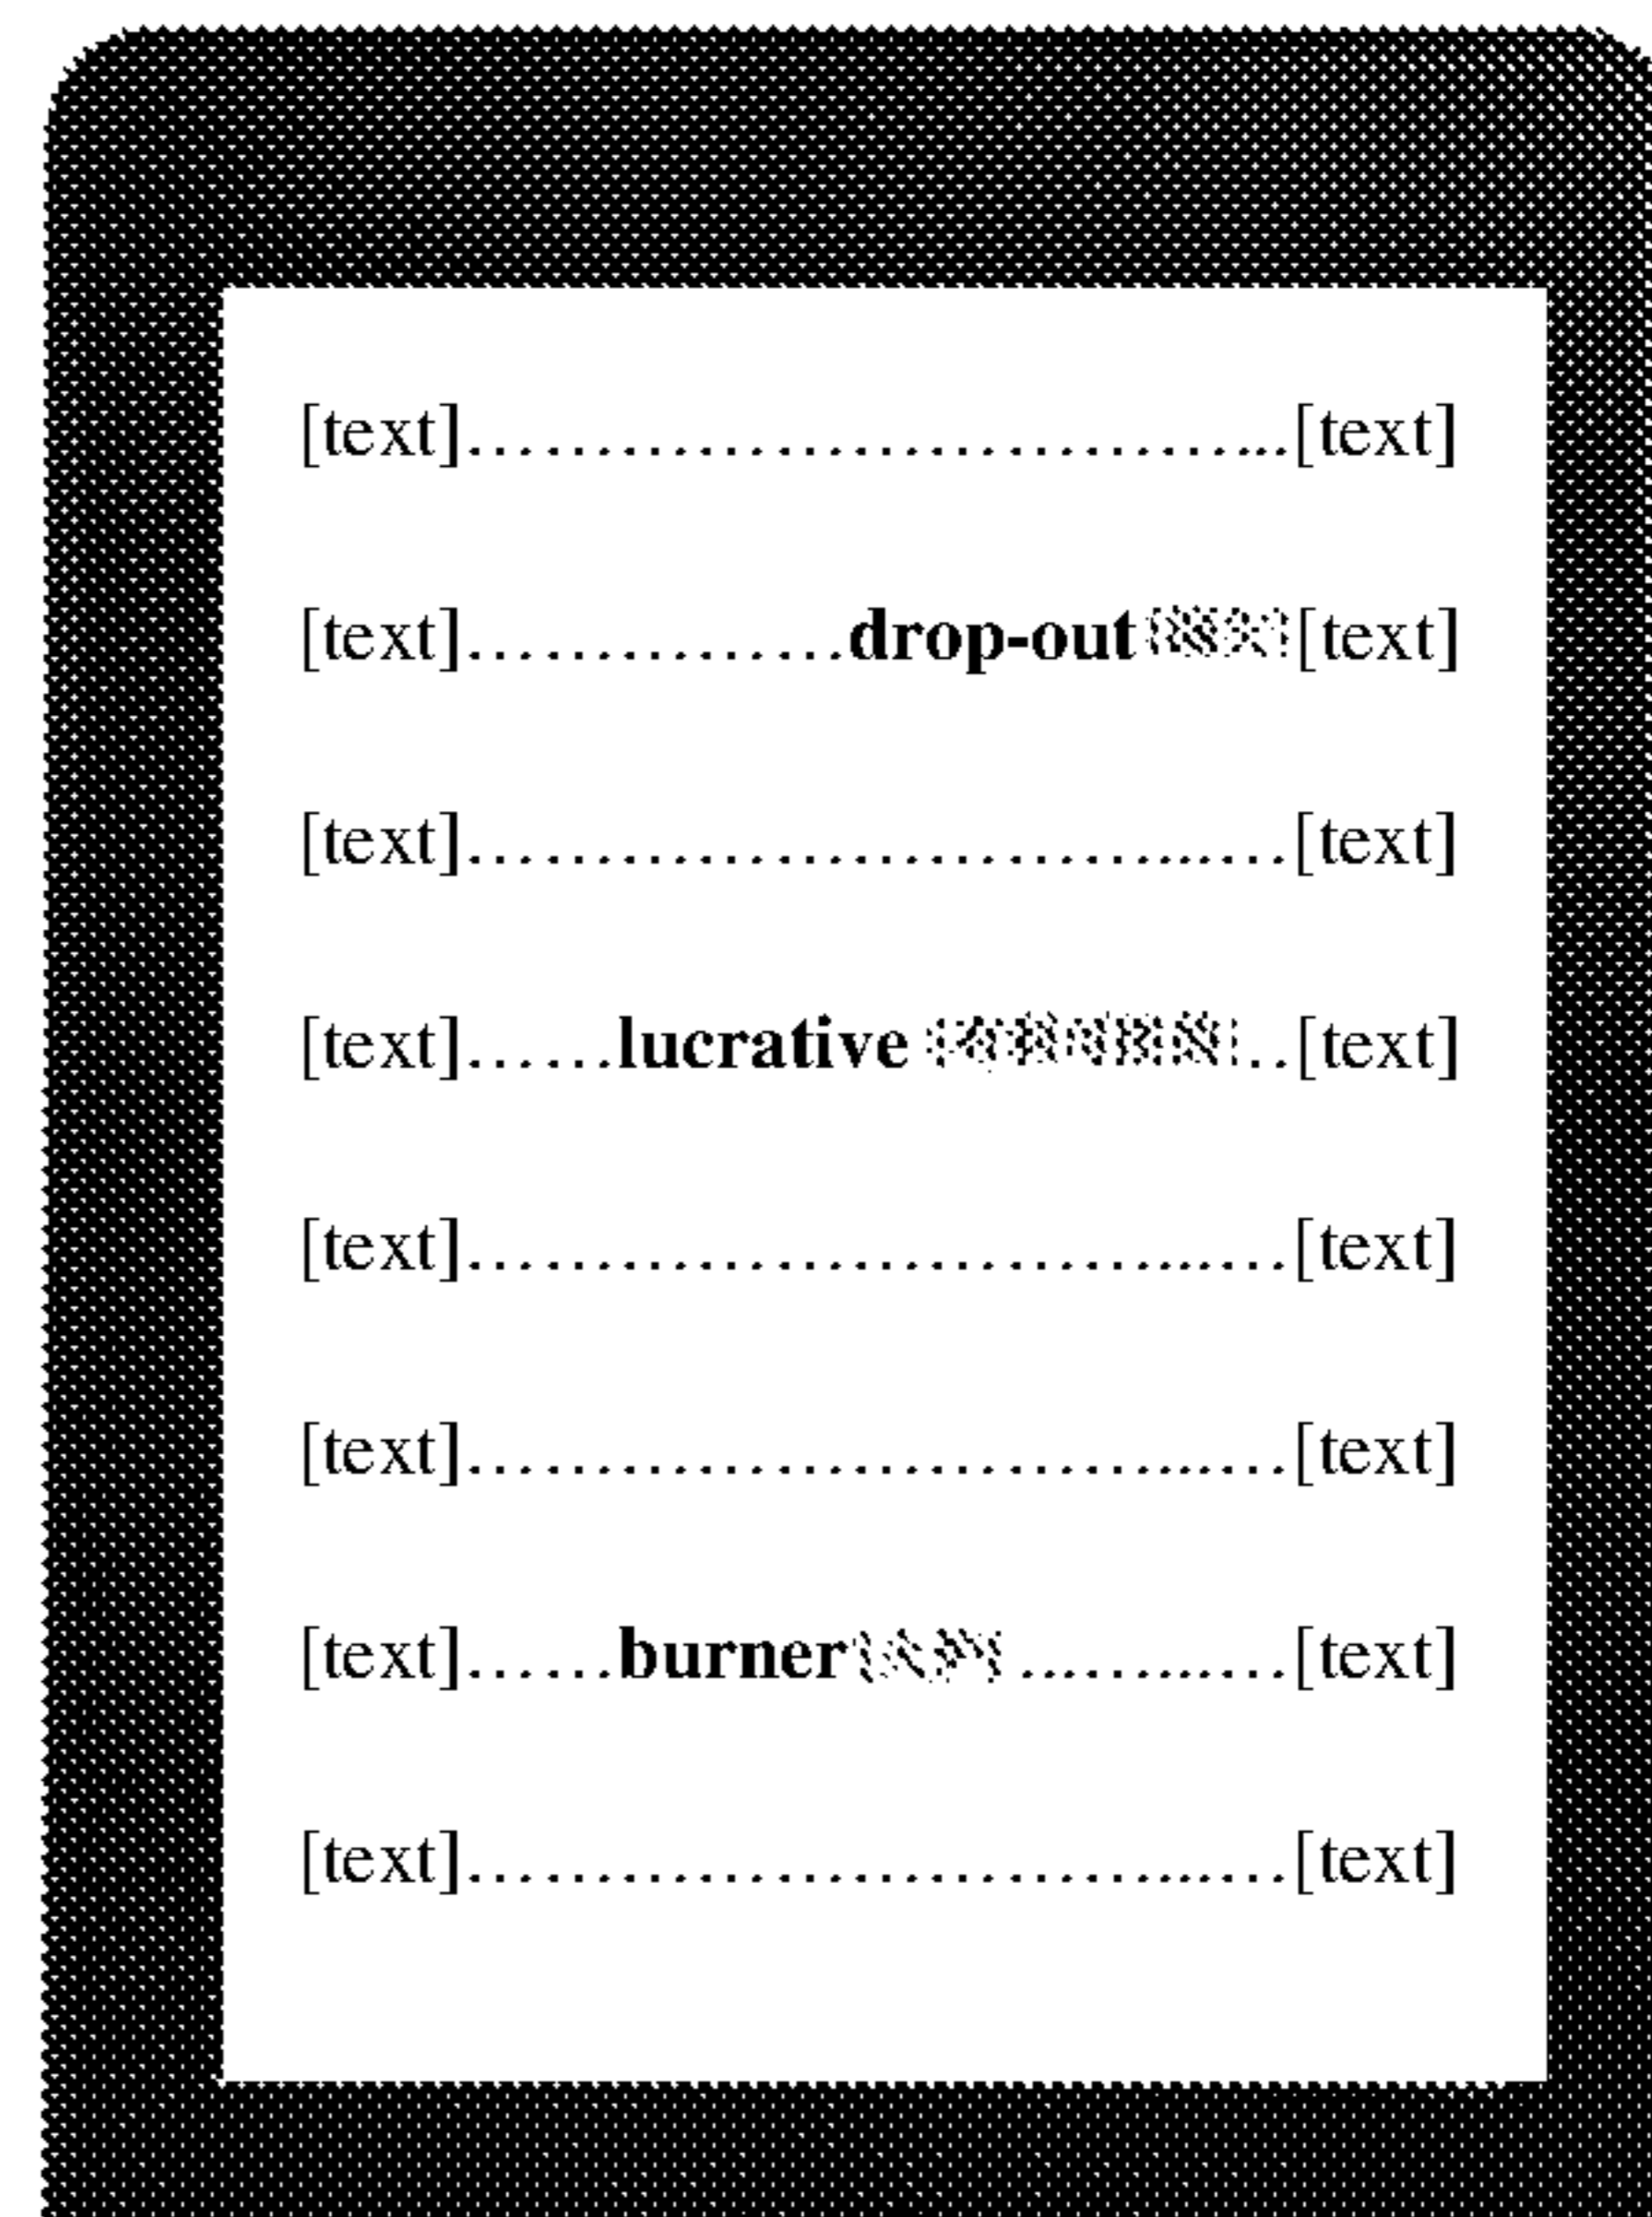 [text]......................................[text]
[text]...............drop-out[text]
[text]......................................[text]
[text]......lucrative ..[text]
[text]......................................[text]
[text]......................................[text]
[text]......burner ...........[text]
[text]......................................[text]